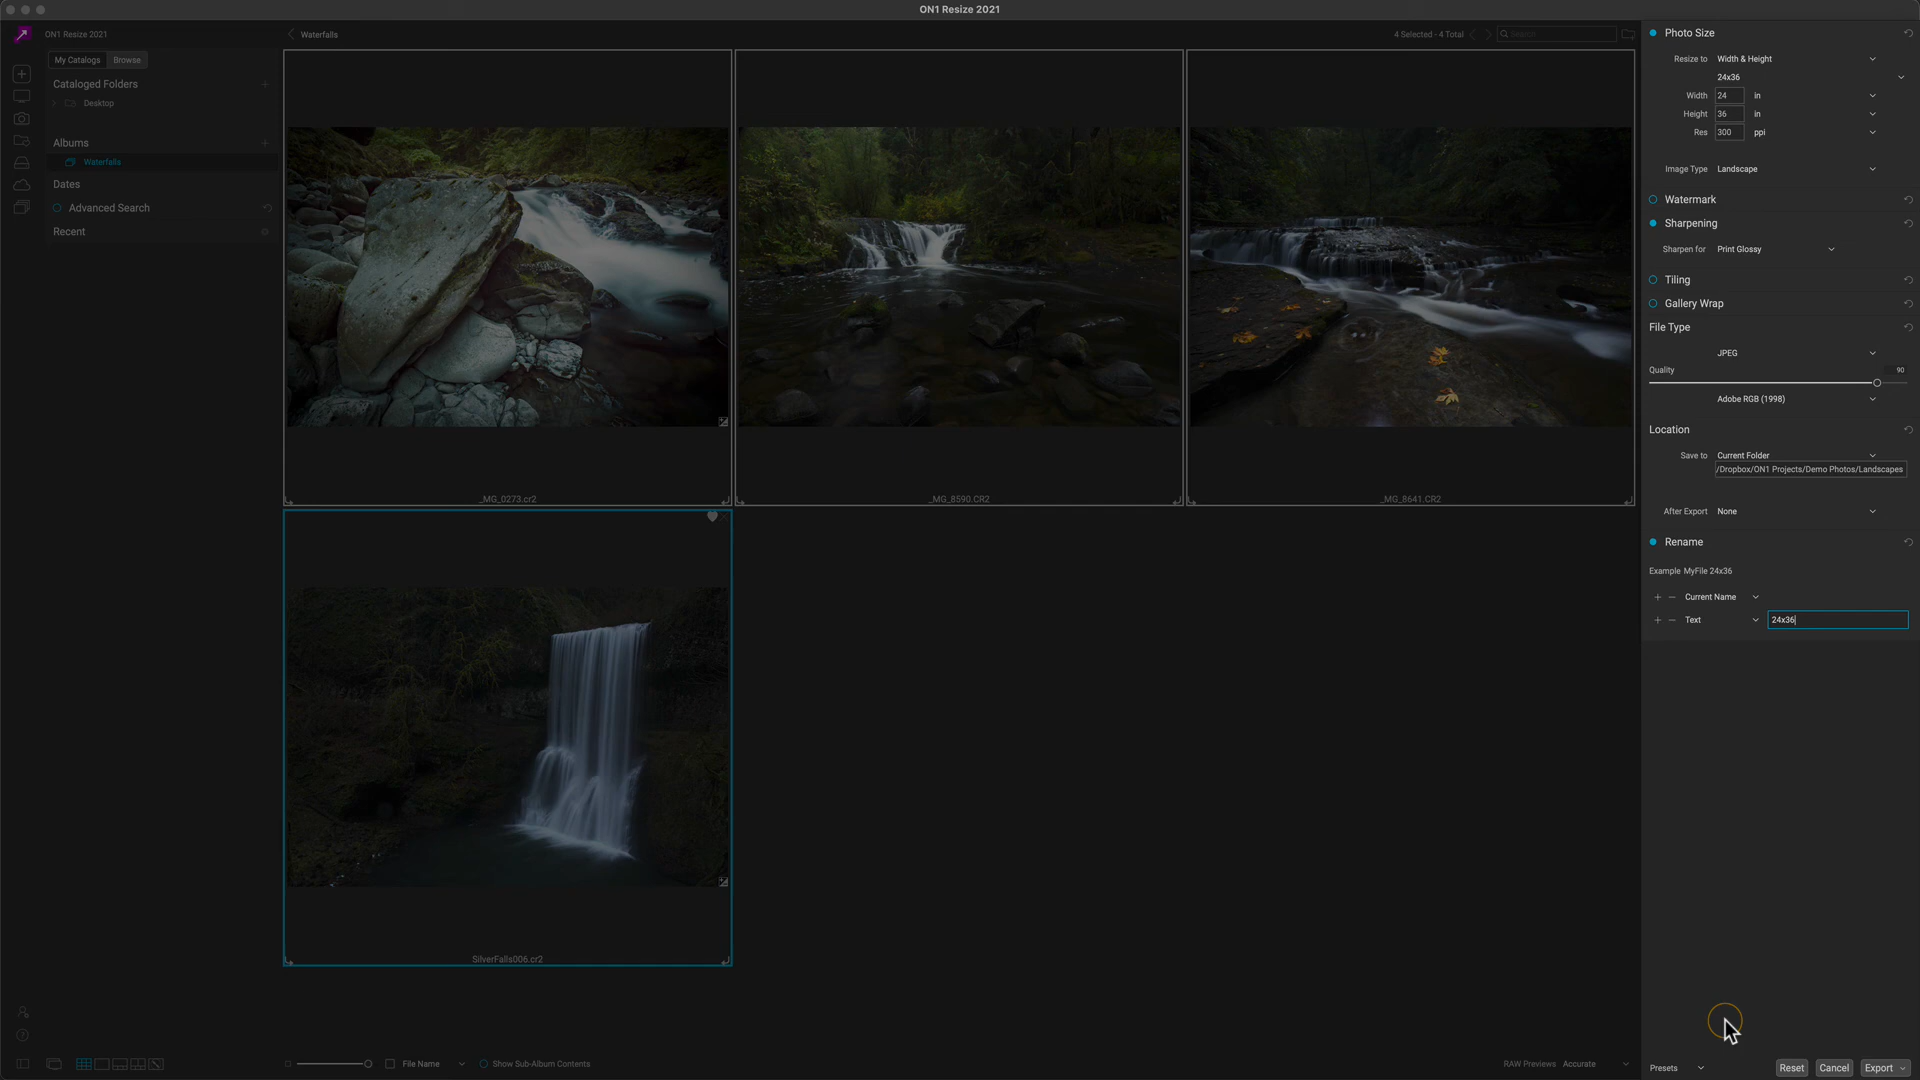 ON1 Resize 2021
ON1 Resize 2021
Waterfalls
4 Selected - 4 Total
Search
My Catalogs
Browse
Cataloged Folders
Desktop
Albums
Waterfalls
Dates
Advanced Search
Recent
_MG_0273.cr2
_MG_8590.CR2
_MG_8641.CR2
SilverFalls006.cr2
File Name
Show Sub-Album Contents
RAW Previews Accurate
Photo Size
Resize to Width & Height
24x36
Width 24 in
Height 36 in
Res 300 ppi
Image Type Landscape
Watermark
Sharpening
Sharpen for Print Glossy
Tiling
Gallery Wrap
File Type
JPEG
Quality 90
Adobe RGB (1998)
Location
Save to Current Folder
/Dropbox/ON1 Projects/Demo Photos/Landscapes
After Export None
Rename
Example MyFile 24x36
+ − Current Name
+ − Text 24x36
Presets
Reset
Cancel
Export